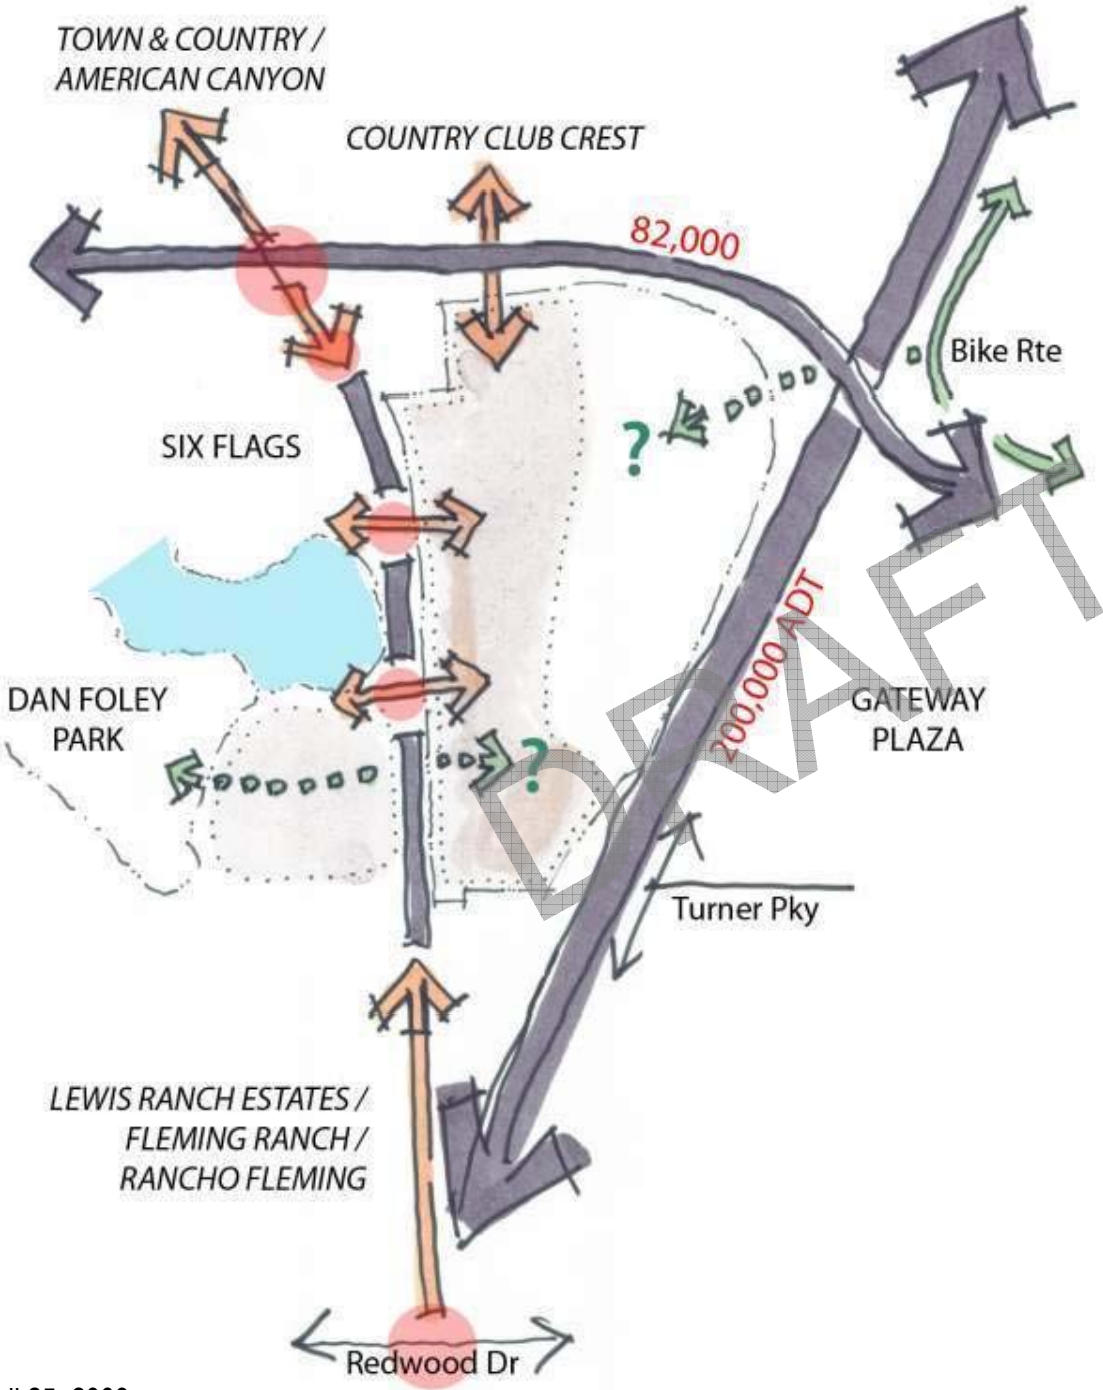 TOWN & COUNTRY /
AMERICAN CANYON
COUNTRY CLUB CREST
82,000
Bike Rte
?
SIX FLAGS
200,000 ADT
DAN FOLEY
PARK
GATEWAY
PLAZA
?
DRAFT
Turner Pky
LEWIS RANCH ESTATES /
FLEMING RANCH /
RANCHO FLEMING
Redwood Dr